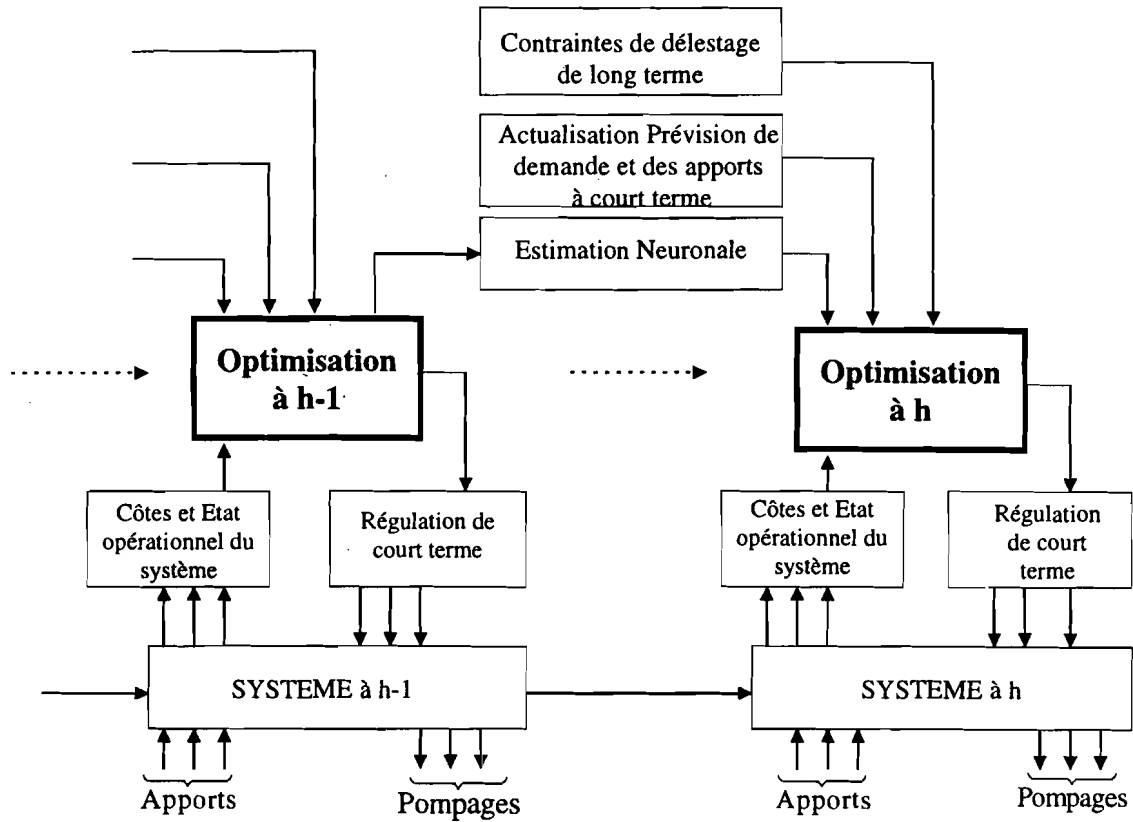 Contraintes de délestage
de long terme
Actualisation Prévision de
demande et des apports
à court terme
Estimation Neuronale
Optimisation
à h-1
Optimisation
à h
Côtes et Etat
opérationnel du
système
Régulation de
court terme
Côtes et Etat
opérationnel du
système
Régulation
de court
terme
SYSTEME à h-1
SYSTEME à h
Apports
Pompages
Apports
Pompages